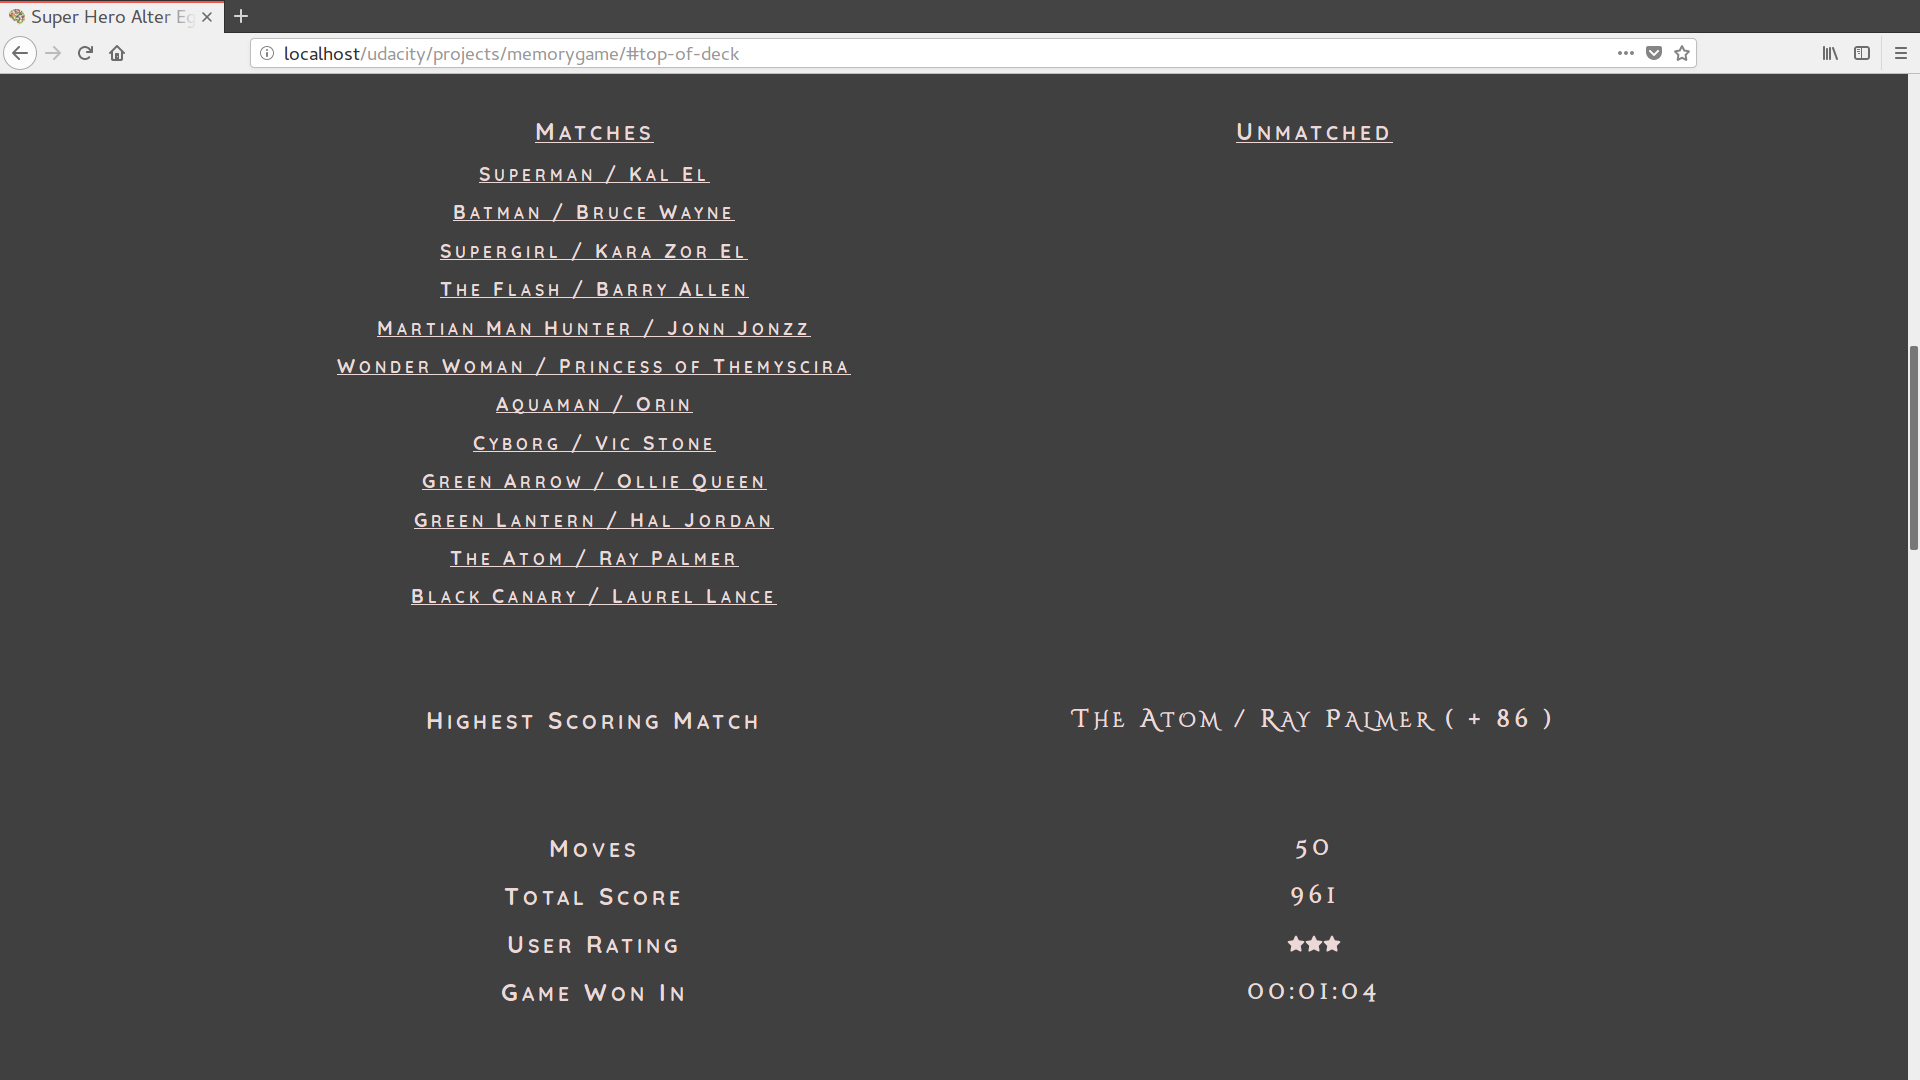 Super Hero Alter Eg
localhost/udacity/projects/memorygame/#top-of-deck
Matches
Unmatched
Superman / Kal El
Batman / Bruce Wayne
Supergirl / Kara Zor El
The Flash / Barry Allen
Martian Man Hunter / Jonn Jonzz
Wonder Woman / Princess of Themyscira
Aquaman / Orin
Cyborg / Vic Stone
Green Arrow / Ollie Queen
Green Lantern / Hal Jordan
The Atom / Ray Palmer
Black Canary / Laurel Lance
Highest Scoring Match
The Atom / Ray Palmer ( + 86 )
Moves
50
Total Score
961
User Rating
★★★
Game Won In
00:01:04